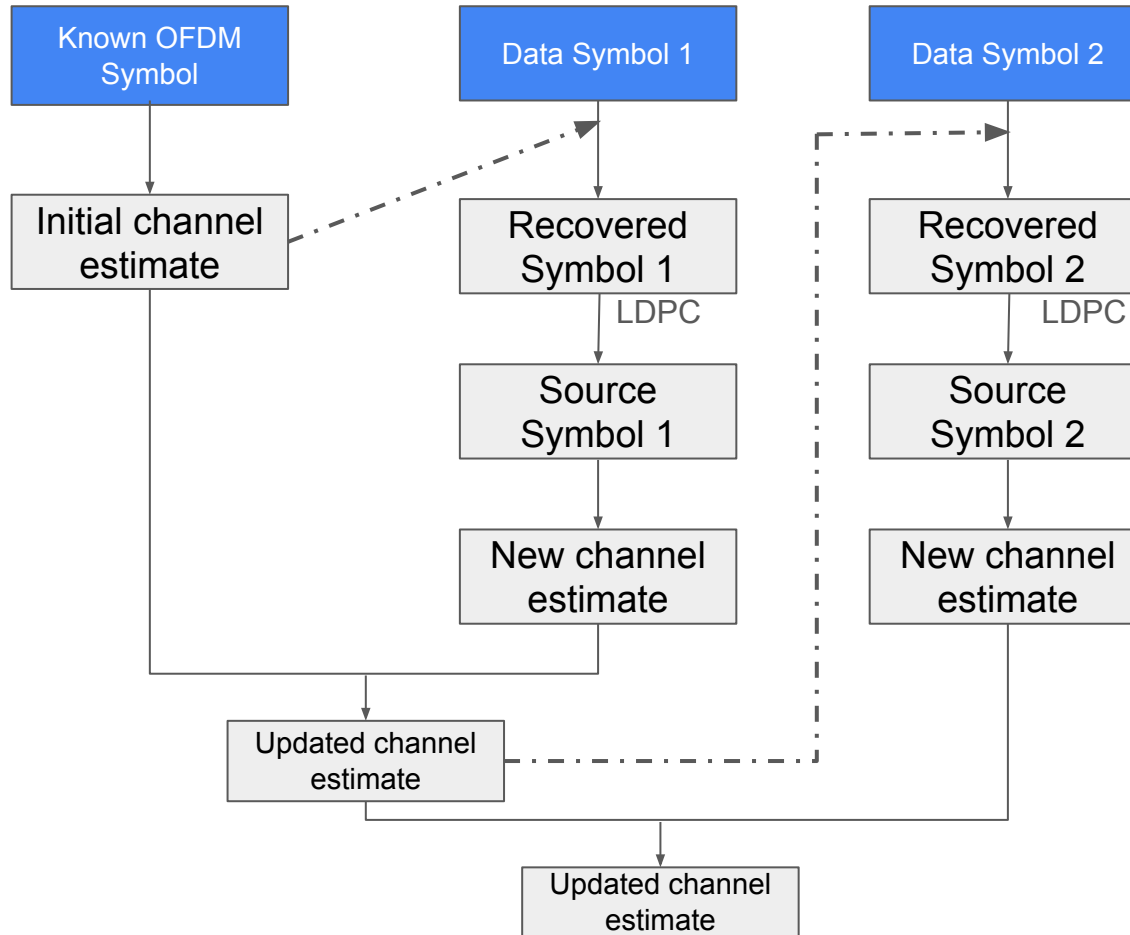 Known OFDM
Symbol
Data Symbol 1
Data Symbol 2
Initial channel
estimate
Recovered
Symbol 1
Recovered
Symbol 2
LDPC
LDPC
Source
Symbol 1
Source
Symbol 2
New channel
estimate
New channel
estimate
Updated channel
estimate
Updated channel
estimate